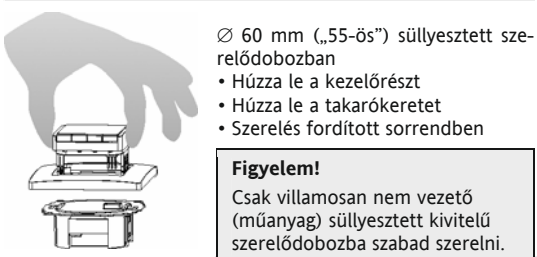 ∅ 60 mm („55-ös”) süllyesztett sze-
relődobozban
• Húzza le a kezelőrészt
• Húzza le a takarókeretet
• Szerelés fordított sorrendben
Figyelem!
Csak villamosan nem vezető
(műanyag) süllyesztett kivitelű
szerelődobozba szabad szerelni.